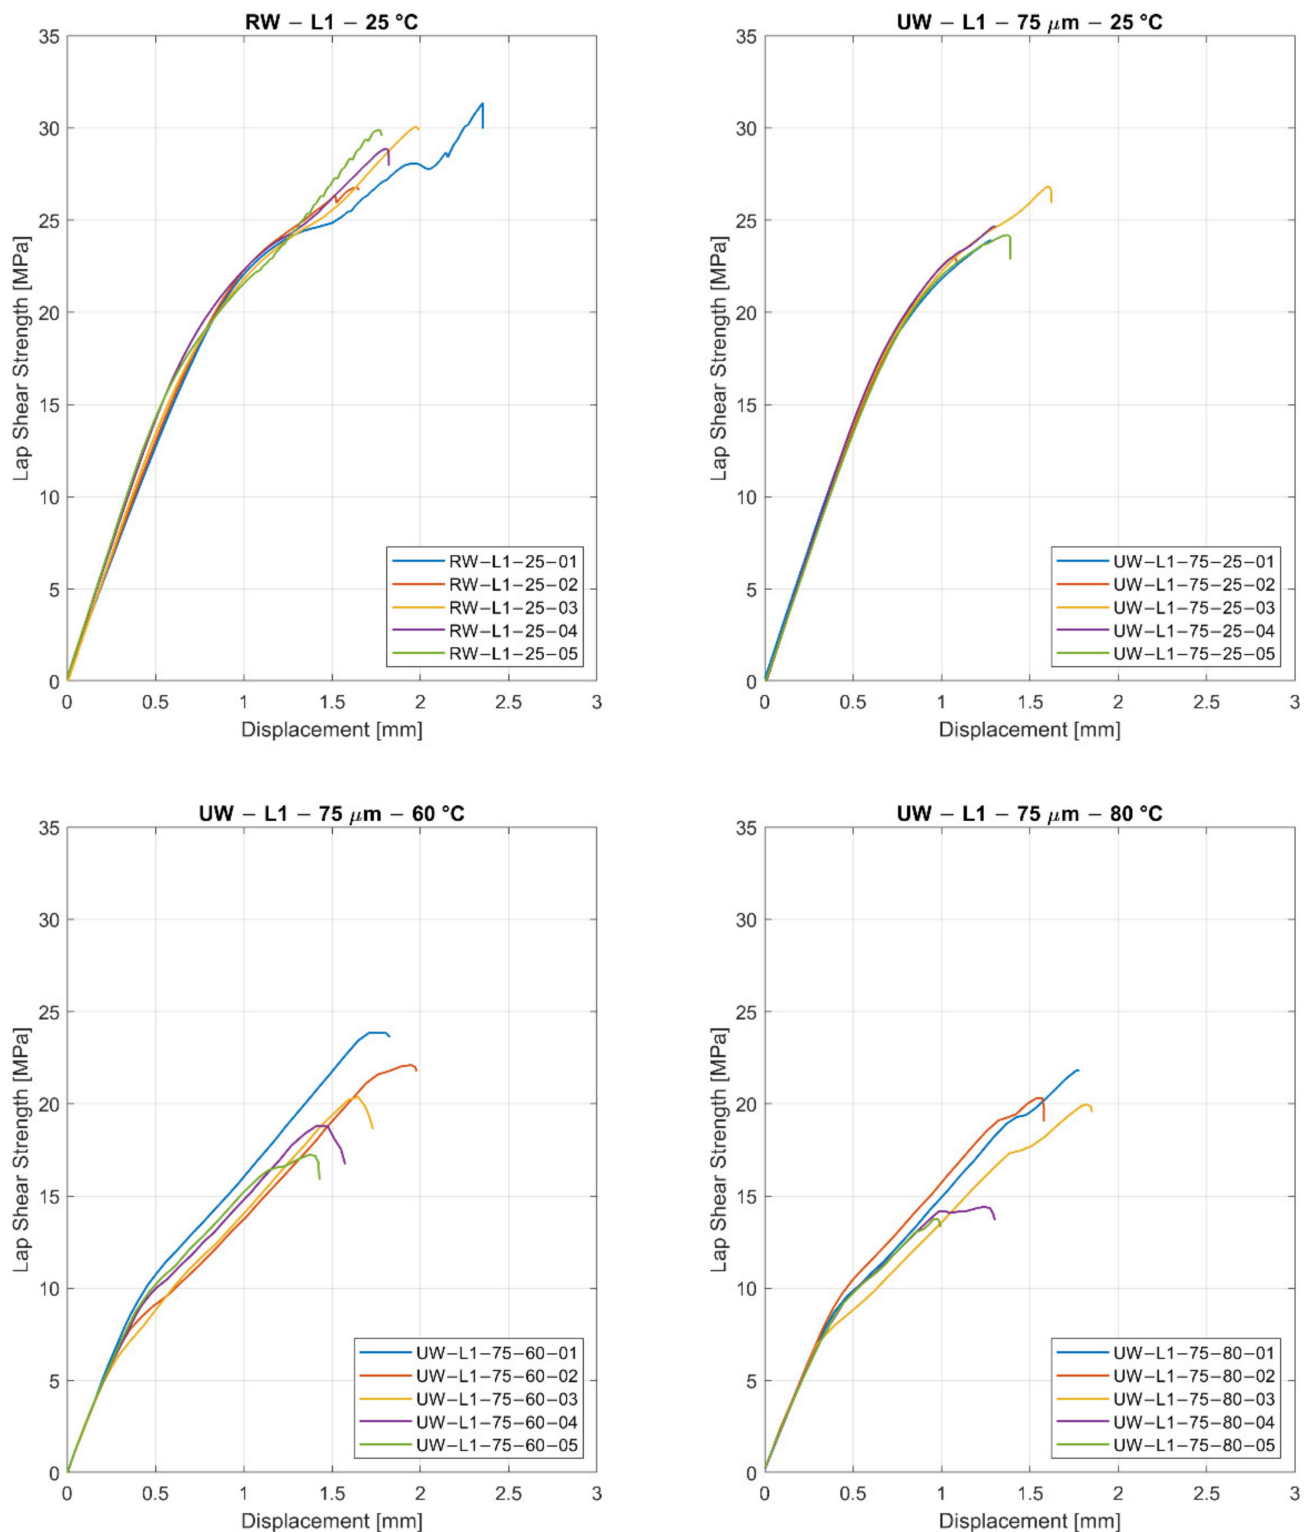 RW – L1 – 25 °C
35
30
25
20
15
10
5
0
Lap Shear Strength [MPa]
RW–L1–25–01
RW–L1–25–02
RW–L1–25–03
RW–L1–25–04
RW–L1–25–05
0 0.5 1 1.5 2 2.5 3
Displacement [mm]
UW – L1 – 75 μm – 25 °C
35
30
25
20
15
10
5
0
Lap Shear Strength [MPa]
UW–L1–75–25–01
UW–L1–75–25–02
UW–L1–75–25–03
UW–L1–75–25–04
UW–L1–75–25–05
0 0.5 1 1.5 2 2.5 3
Displacement [mm]
UW – L1 – 75 μm – 60 °C
35
30
25
20
15
10
5
0
Lap Shear Strength [MPa]
UW–L1–75–60–01
UW–L1–75–60–02
UW–L1–75–60–03
UW–L1–75–60–04
UW–L1–75–60–05
0 0.5 1 1.5 2 2.5 3
Displacement [mm]
UW – L1 – 75 μm – 80 °C
35
30
25
20
15
10
5
0
Lap Shear Strength [MPa]
UW–L1–75–80–01
UW–L1–75–80–02
UW–L1–75–80–03
UW–L1–75–80–04
UW–L1–75–80–05
0 0.5 1 1.5 2 2.5 3
Displacement [mm]